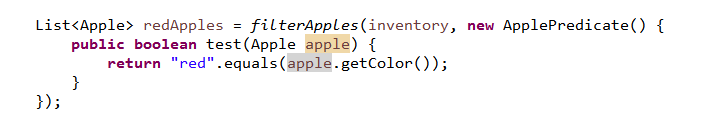 List<Apple> redApples = filterApples(inventory, new ApplePredicate() {
    public boolean test(Apple apple) {
        return "red".equals(apple.getColor());
    }
});